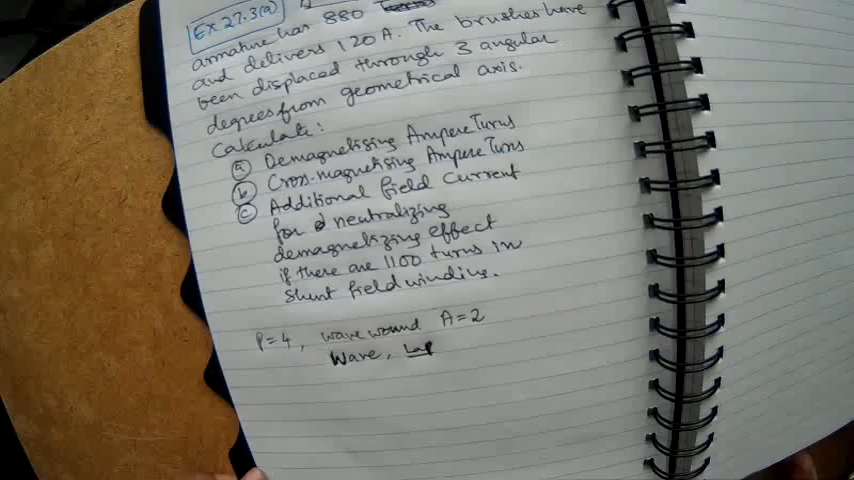 Ex 27.3(a)
armature has 880
and delivers 120 A. The brushes have
been displaced through 3 angular
degrees from geometrical axis.
Calculate:
(a) Demagnetising Ampere Turns
(b) Cross-magnetising Ampere Turns
(c) Additional field Current
for neutralizing
demagnetizing effect
if there are 1100 turns in
Shunt field winding.
P=4, wave wound A=2
Wave, Lap